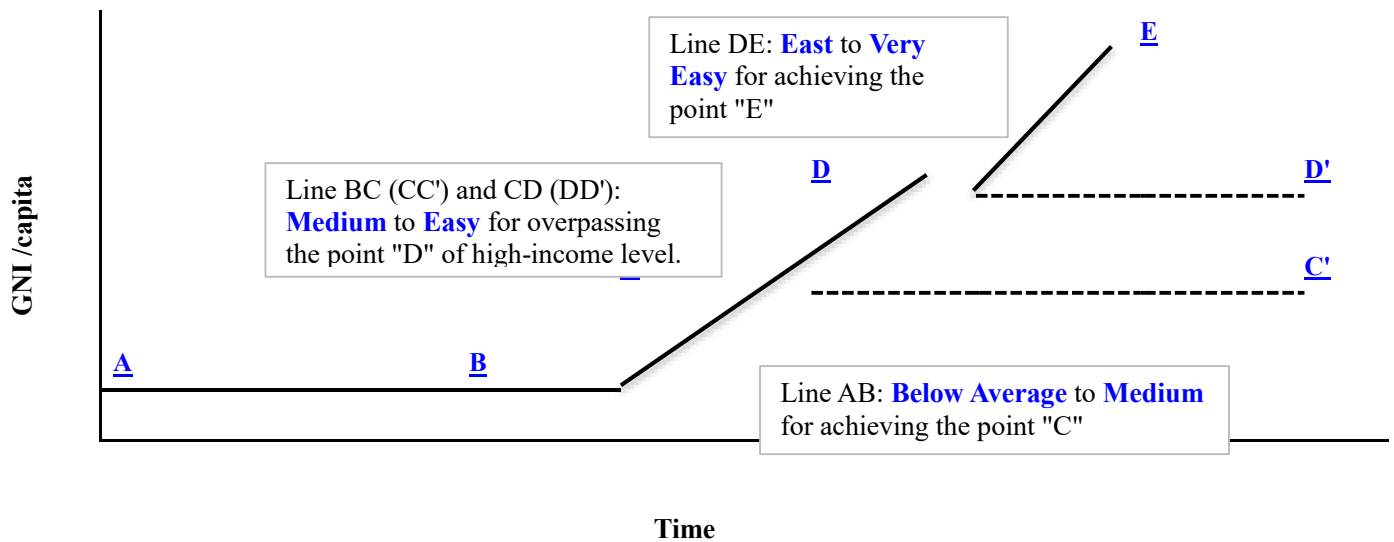 E
Line DE: East to Very
Easy for achieving the
point "E"
D
D'
Line BC (CC') and CD (DD'):
Medium to Easy for overpassing
the point "D" of high-income level.
C'
GNI /capita
A
B
Line AB: Below Average to Medium
for achieving the point "C"
Time